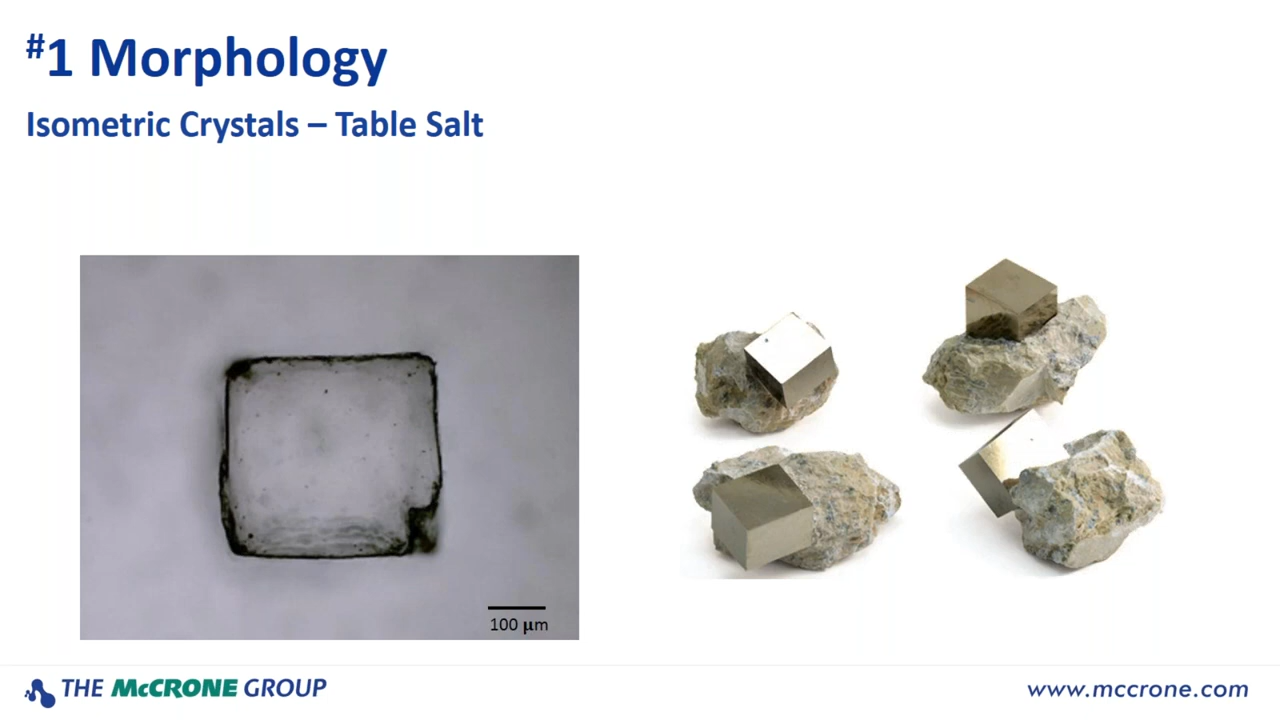 #1 Morphology
Isometric Crystals – Table Salt
100 μm
THE McCRONE GROUP
www.mccrone.com